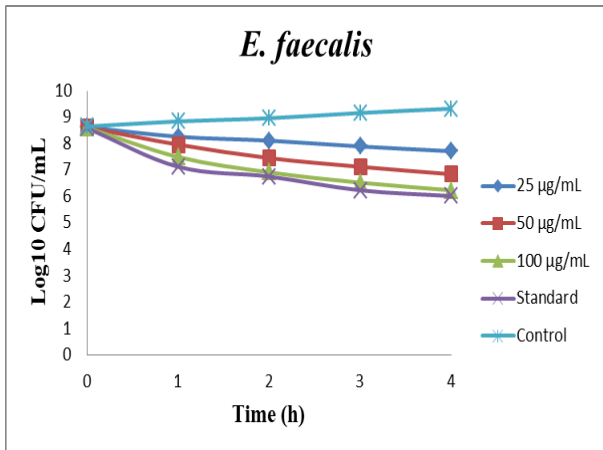 E. faecalis
10
9
8
7
6
5
4
3
2
1
0
Log10 CFU/mL
0 1 2 3 4
Time (h)
25 µg/mL
50 µg/mL
100 µg/mL
Standard
Control